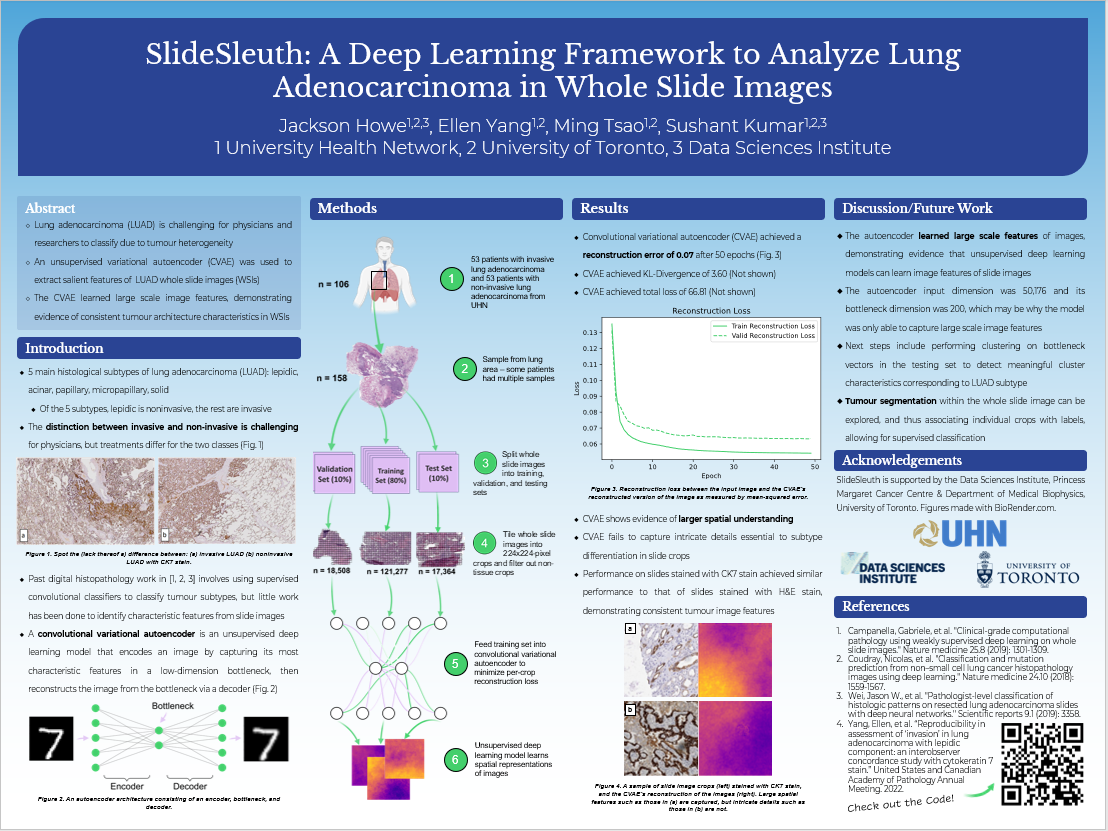 SlideSleuth: A Deep Learning Framework to Analyze Lung
Adenocarcinoma in Whole Slide Images
Jackson Howe1,2,3, Ellen Yang1,2, Ming Tsao1,2, Sushant Kumar1,2,3
1 University Health Network, 2 University of Toronto, 3 Data Sciences Institute
Abstract
Lung adenocarcinoma (LUAD) is challenging for physicians and
researchers to classify due to tumour heterogeneity
An unsupervised variational autoencoder (CVAE) was used to
extract salient features of LUAD whole slide images (WSIs)
The CVAE learned large scale image features, demonstrating
evidence of consistent tumour architecture characteristics in WSIs
Introduction
5 main histological subtypes of lung adenocarcinoma (LUAD): lepidic,
acinar, papillary, micropapillary, solid
Of the 5 subtypes, lepidic is noninvasive, the rest are invasive
The distinction between invasive and non-invasive is challenging
for physicians, but treatments differ for the two classes (Fig. 1)
a
b
Figure 1. Spot the (lack thereof a) difference between: (a) invasive LUAD (b) noninvasive
LUAD with CK7 stain.
Past digital histopathology work in [1, 2, 3] involves using supervised
convolutional classifiers to classify tumour subtypes, but little work
has been done to identify characteristic features from slide images
A convolutional variational autoencoder is an unsupervised deep
learning model that encodes an image by capturing its most
characteristic features in a low-dimension bottleneck, then
reconstructs the image from the bottleneck via a decoder (Fig. 2)
Bottleneck
7
7
Encoder
Decoder
Figure 2. An autoencoder architecture consisting of an encoder, bottleneck, and
decoder.
Methods
n = 106
1
53 patients with invasive
lung adenocarcinoma
and 53 patients with
non-invasive lung
adenocarcinoma from
UHN
n = 158
2
Sample from lung
area – some patients
had multiple samples
Validation
Set (10%)
Training
Set (80%)
Test Set
(10%)
3
Split whole
slide images
into training,
validation, and testing
sets
n = 18,508
n = 121,277
n = 17,364
4
Tile whole slide
images into
224x224-pixel
crops and filter out non-
tissue crops
5
Feed training set into
convolutional variational
autoencoder to
minimize per-crop
reconstruction loss
6
Unsupervised deep
learning model learns
spatial representations
of images
Results
Convolutional variational autoencoder (CVAE) achieved a
reconstruction error of 0.07 after 50 epochs (Fig. 3)
CVAE achieved KL-Divergence of 3.60 (Not shown)
CVAE achieved total loss of 66.81 (Not shown)
Reconstruction Loss
Train Reconstruction Loss
Valid Reconstruction Loss
0.13
0.12
0.11
0.10
0.09
0.08
0.07
0.06
Loss
0 10 20 30 40 50
Epoch
Figure 3. Reconstruction loss between the input image and the CVAE's
reconstructed version of the image as measured by mean-squared error.
CVAE shows evidence of larger spatial understanding
CVAE fails to capture intricate details essential to subtype
differentiation in slide crops
Performance on slides stained with CK7 stain achieved similar
performance to that of slides stained with H&E stain,
demonstrating consistent tumour image features
a
b
Figure 4. A sample of slide image crops (left) stained with CK7 stain,
and the CVAE's reconstruction of the images (right). Large spatial
features such as those in (a) are captured, but intricate details such as
those in (b) are not.
Discussion/Future Work
The autoencoder learned large scale features of images,
demonstrating evidence that unsupervised deep learning
models can learn image features of slide images
The autoencoder input dimension was 50,176 and its
bottleneck dimension was 200, which may be why the model
was only able to capture large scale image features
Next steps include performing clustering on bottleneck
vectors in the testing set to detect meaningful cluster
characteristics corresponding to LUAD subtype
Tumour segmentation within the whole slide image can be
explored, and thus associating individual crops with labels,
allowing for supervised classification
Acknowledgements
SlideSleuth is supported by the Data Sciences Institute, Princess
Margaret Cancer Centre & Department of Medical Biophysics,
University of Toronto. Figures made with BioRender.com.
UHN
DATA SCIENCES
INSTITUTE
UNIVERSITY OF
TORONTO
References
1. Campanella, Gabriele, et al. "Clinical-grade computational
pathology using weakly supervised deep learning on whole
slide images." Nature medicine 25.8 (2019): 1301-1309.
2. Coudray, Nicolas, et al. "Classification and mutation
prediction from non–small cell lung cancer histopathology
images using deep learning." Nature medicine 24.10 (2018):
1559-1567.
3. Wei, Jason W., et al. "Pathologist-level classification of
histologic patterns on resected lung adenocarcinoma slides
with deep neural networks." Scientific reports 9.1 (2019): 3358.
4. Yang, Ellen, et al. "Reproducibility in
assessment of 'invasion' in lung
adenocarcinoma with lepidic
component: an interobserver
concordance study with cytokeratin 7
stain." United States and Canadian
Academy of Pathology Annual
Meeting. 2022.
Check out the Code!